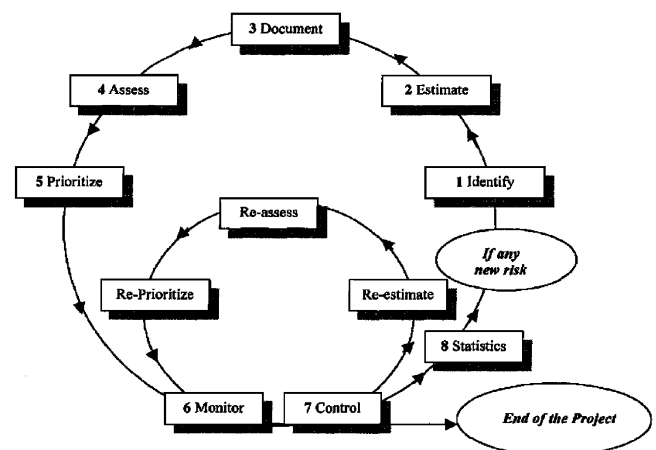 3 Document
4 Assess
2 Estimate
5 Prioritize
1 Identify
Re-assess
If any
new risk
Re-Prioritize
Re-estimate
8 Statistics
6 Monitor
7 Control
End of the Project